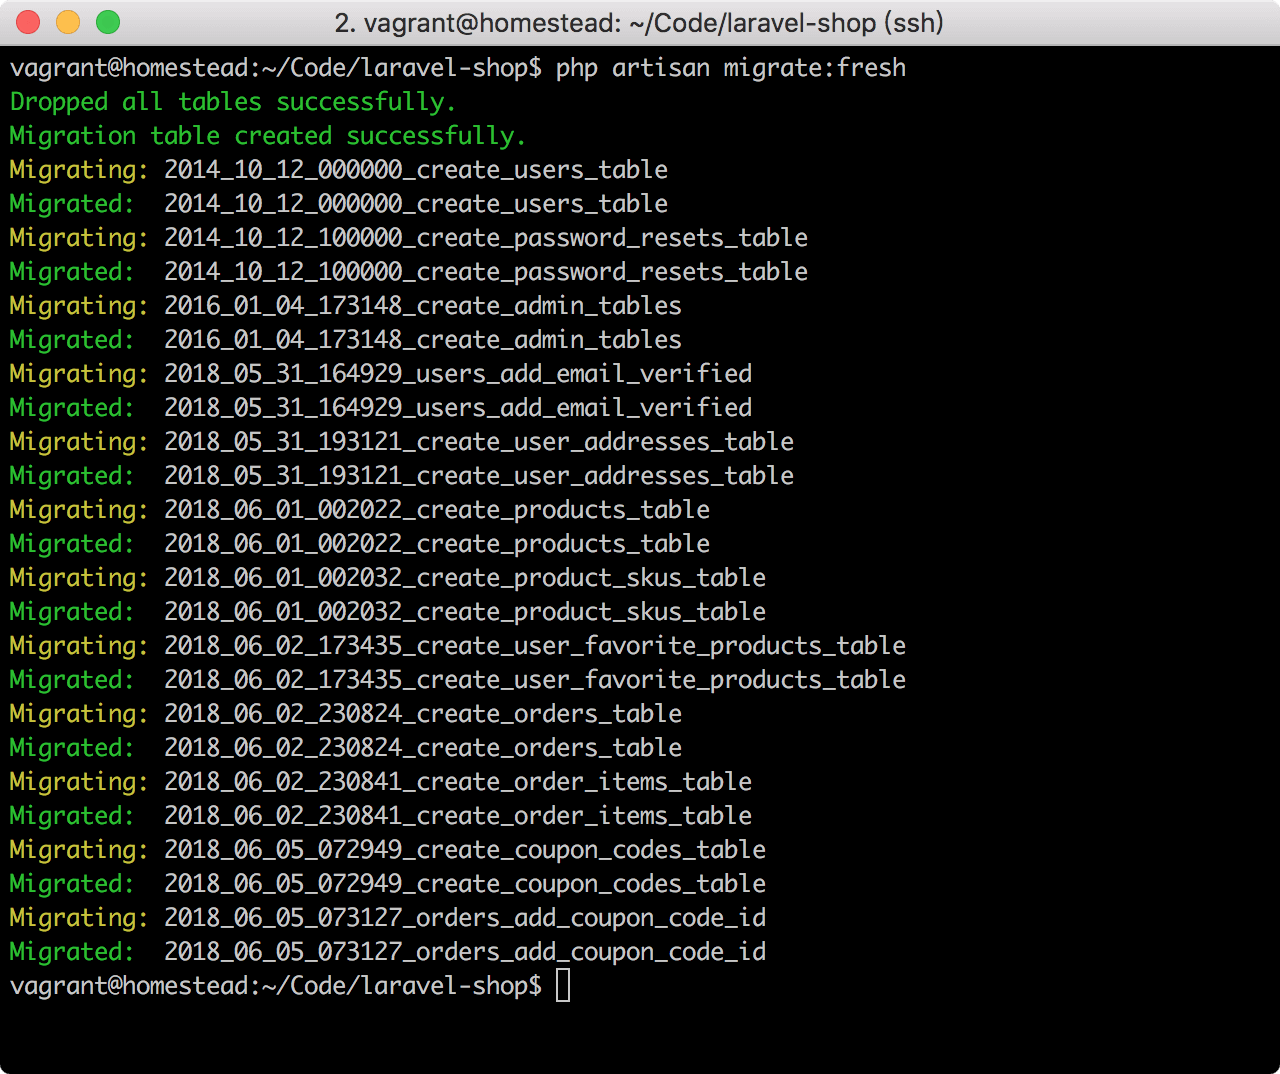 2. vagrant@homestead: ~/Code/laravel-shop (ssh)
vagrant@homestead:~/Code/laravel-shop$ php artisan migrate:fresh
Dropped all tables successfully.
Migration table created successfully.
Migrating: 2014_10_12_000000_create_users_table
Migrated:  2014_10_12_000000_create_users_table
Migrating: 2014_10_12_100000_create_password_resets_table
Migrated:  2014_10_12_100000_create_password_resets_table
Migrating: 2016_01_04_173148_create_admin_tables
Migrated:  2016_01_04_173148_create_admin_tables
Migrating: 2018_05_31_164929_users_add_email_verified
Migrated:  2018_05_31_164929_users_add_email_verified
Migrating: 2018_05_31_193121_create_user_addresses_table
Migrated:  2018_05_31_193121_create_user_addresses_table
Migrating: 2018_06_01_002022_create_products_table
Migrated:  2018_06_01_002022_create_products_table
Migrating: 2018_06_01_002032_create_product_skus_table
Migrated:  2018_06_01_002032_create_product_skus_table
Migrating: 2018_06_02_173435_create_user_favorite_products_table
Migrated:  2018_06_02_173435_create_user_favorite_products_table
Migrating: 2018_06_02_230824_create_orders_table
Migrated:  2018_06_02_230824_create_orders_table
Migrating: 2018_06_02_230841_create_order_items_table
Migrated:  2018_06_02_230841_create_order_items_table
Migrating: 2018_06_05_072949_create_coupon_codes_table
Migrated:  2018_06_05_072949_create_coupon_codes_table
Migrating: 2018_06_05_073127_orders_add_coupon_code_id
Migrated:  2018_06_05_073127_orders_add_coupon_code_id
vagrant@homestead:~/Code/laravel-shop$